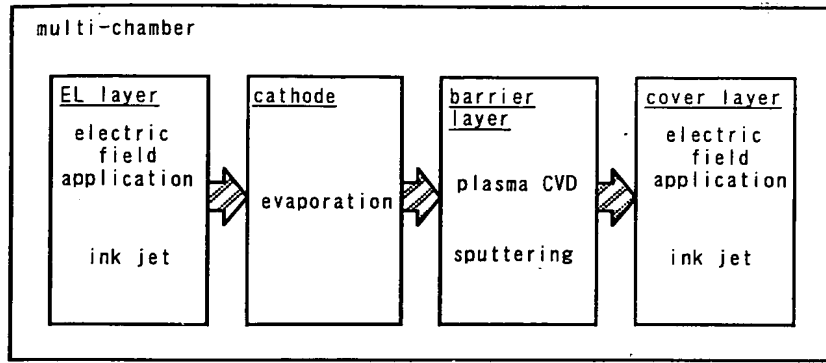 multi-chamber
EL layer
electric
field
application
ink jet
cathode
evaporation
barrier
layer
plasma CVD
sputtering
cover layer
electric
field
application
ink jet